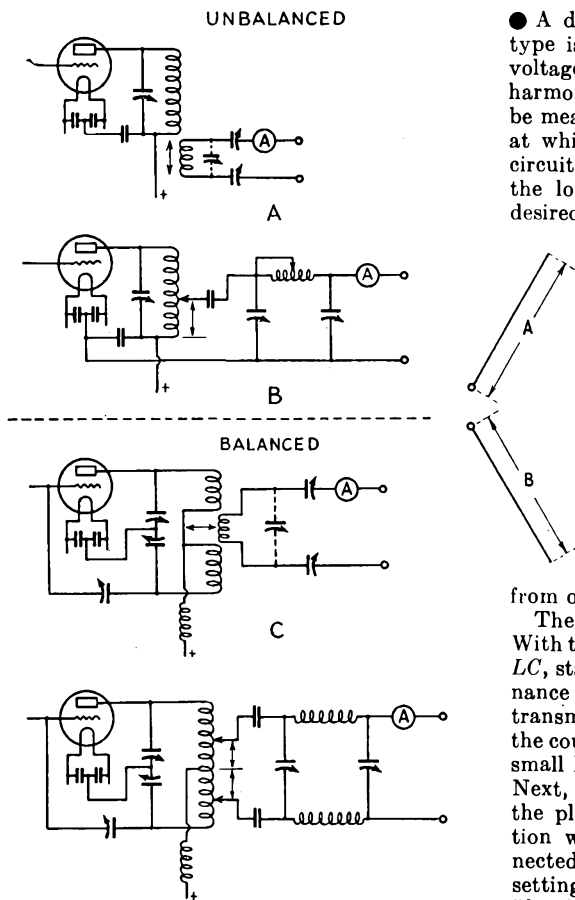 UNBALANCED
A
+
A
A
+
B
BALANCED
A
+
C
A
+
● A d
type is
voltage
harmor
be mea
at whi
circuit
the lo
desired
A
B
from o
The
With t
LC, sta
nance
transm
the cou
small l
Next,
the pl
tion w
nected
setting